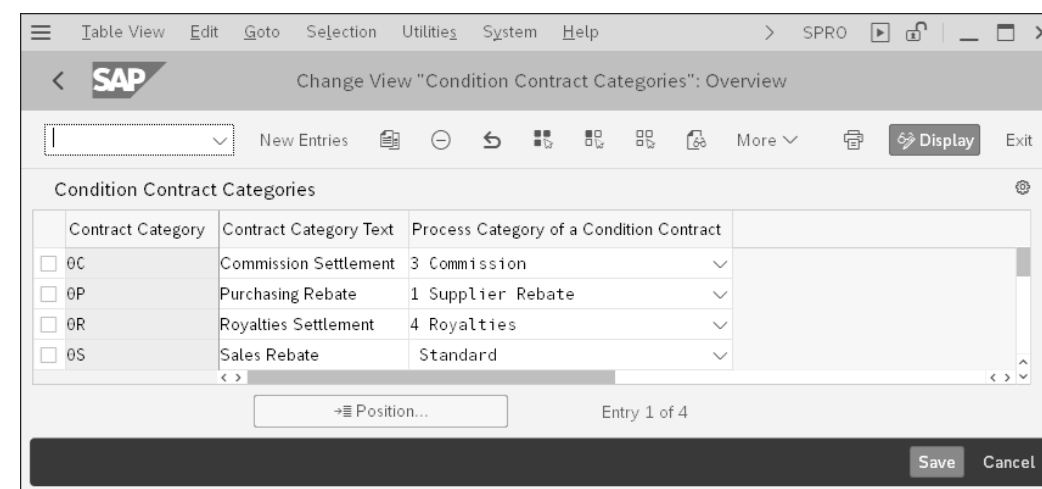 Table View Edit Goto Selection Utilities System Help SPRO
SAP Change View "Condition Contract Categories": Overview
New Entries More Display Exit
Condition Contract Categories
Contract Category Contract Category Text Process Category of a Condition Contract
0C Commission Settlement 3 Commission
0P Purchasing Rebate 1 Supplier Rebate
0R Royalties Settlement 4 Royalties
0S Sales Rebate Standard
Position... Entry 1 of 4
Save Cancel